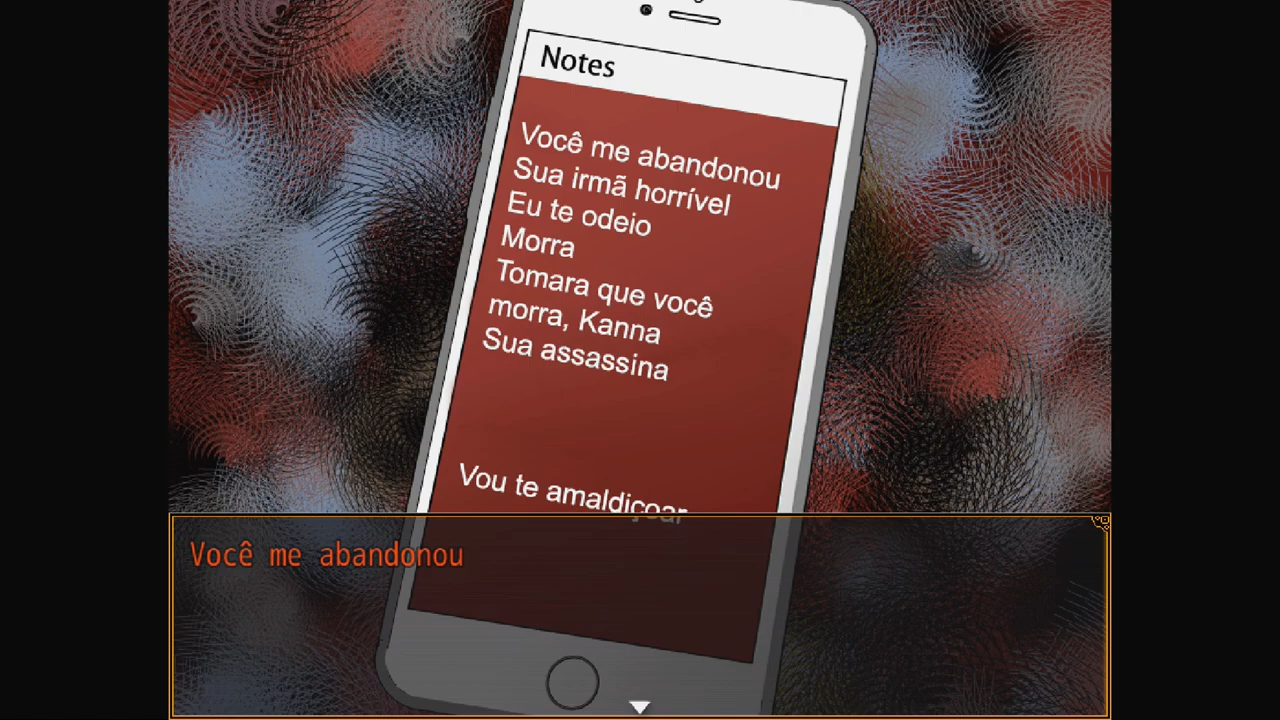 Notes
Você me abandonou
Sua irmã horrível
Eu te odeio
Morra
Tomara que você
morra, Kanna
Sua assassina
Vou te amaldiçoar
Você me abandonou